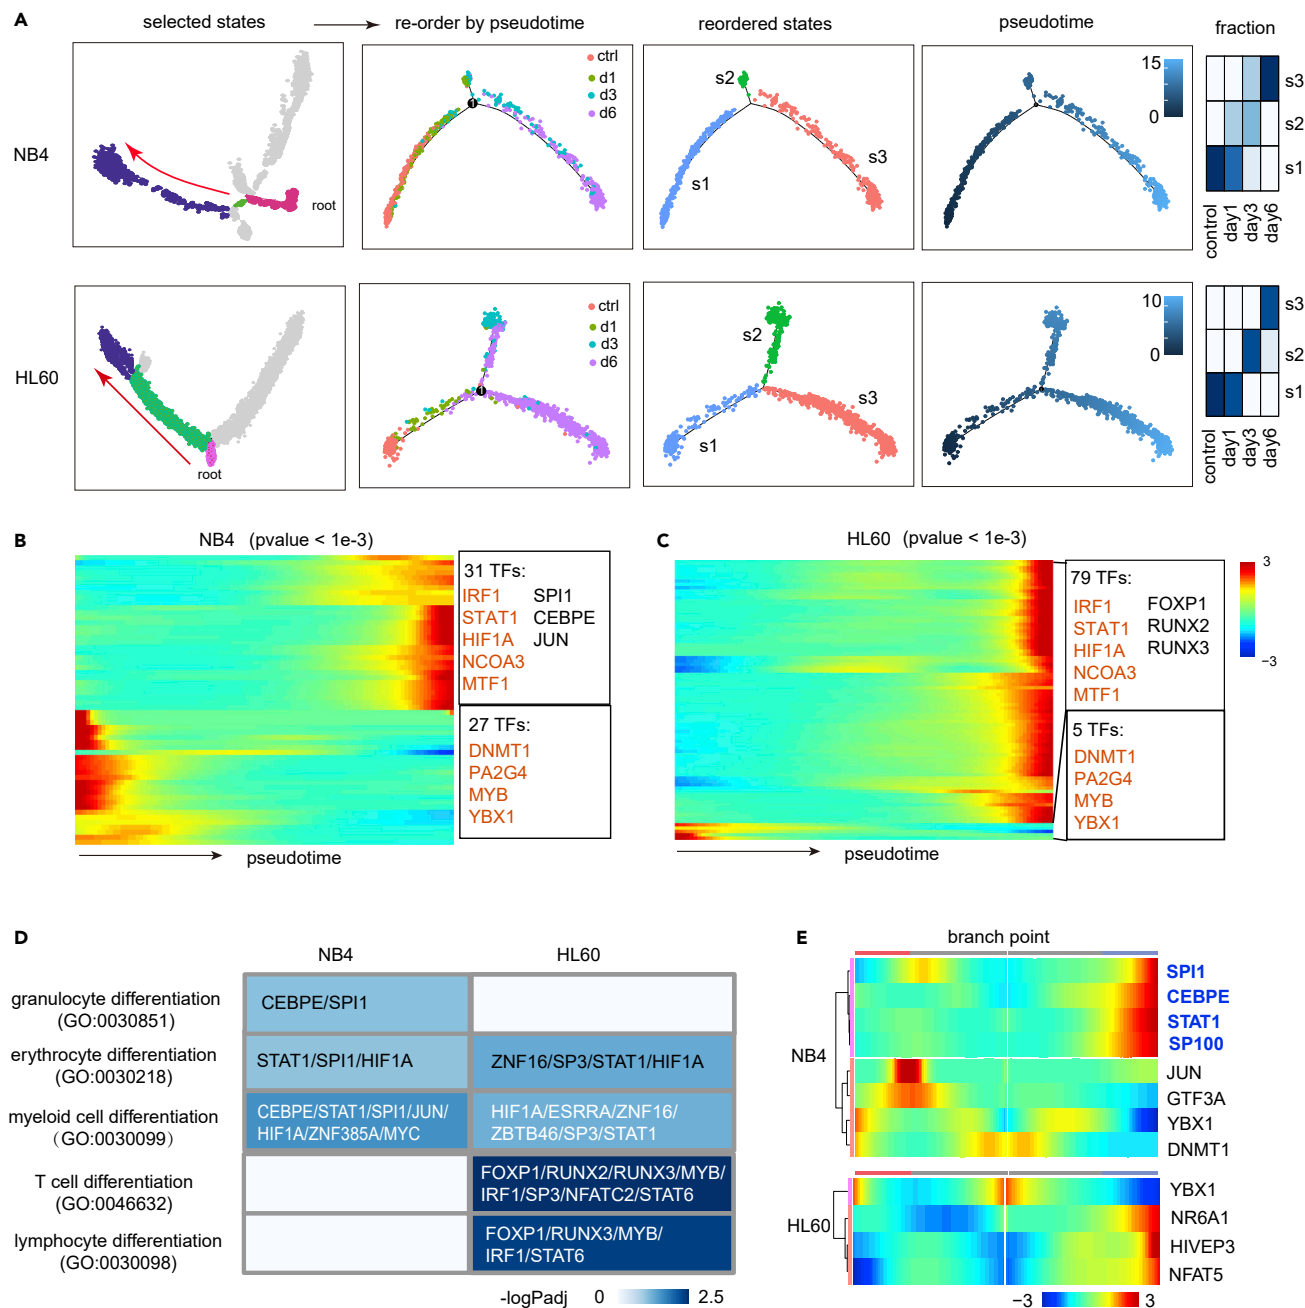 A
selected states
re-order by pseudotime
reordered states
pseudotime
fraction
NB4
root
ctrl
d1
d3
d6
1
s2
s1
s3
15
0
s3
s2
s1
control
day1
day3
day6
HL60
root
ctrl
d1
d3
d6
1
s2
s1
s3
10
0
s3
s2
s1
control
day1
day3
day6
B
NB4 (pvalue < 1e-3)
31 TFs:
IRF1 SPI1
STAT1 CEBPE
HIF1A JUN
NCOA3
MTF1
27 TFs:
DNMT1
PA2G4
MYB
YBX1
pseudotime
C
HL60 (pvalue < 1e-3)
79 TFs:
IRF1 FOXP1
STAT1 RUNX2
HIF1A RUNX3
NCOA3
MTF1
5 TFs:
DNMT1
PA2G4
MYB
YBX1
pseudotime
3
−3
D
NB4 HL60
granulocyte differentiation
(GO:0030851)
CEBPE/SPI1
erythrocyte differentiation
(GO:0030218)
STAT1/SPI1/HIF1A
ZNF16/SP3/STAT1/HIF1A
myeloid cell differentiation
(GO:0030099)
CEBPE/STAT1/SPI1/JUN/
HIF1A/ZNF385A/MYC
HIF1A/ESRRA/ZNF16/
ZBTB46/SP3/STAT1
T cell differentiation
(GO:0046632)
FOXP1/RUNX2/RUNX3/MYB/
IRF1/SP3/NFATC2/STAT6
lymphocyte differentiation
(GO:0030098)
FOXP1/RUNX3/MYB/
IRF1/STAT6
-logPadj 0 2.5
E
branch point
NB4
SPI1
CEBPE
STAT1
SP100
JUN
GTF3A
YBX1
DNMT1
HL60
YBX1
NR6A1
HIVEP3
NFAT5
−3 3